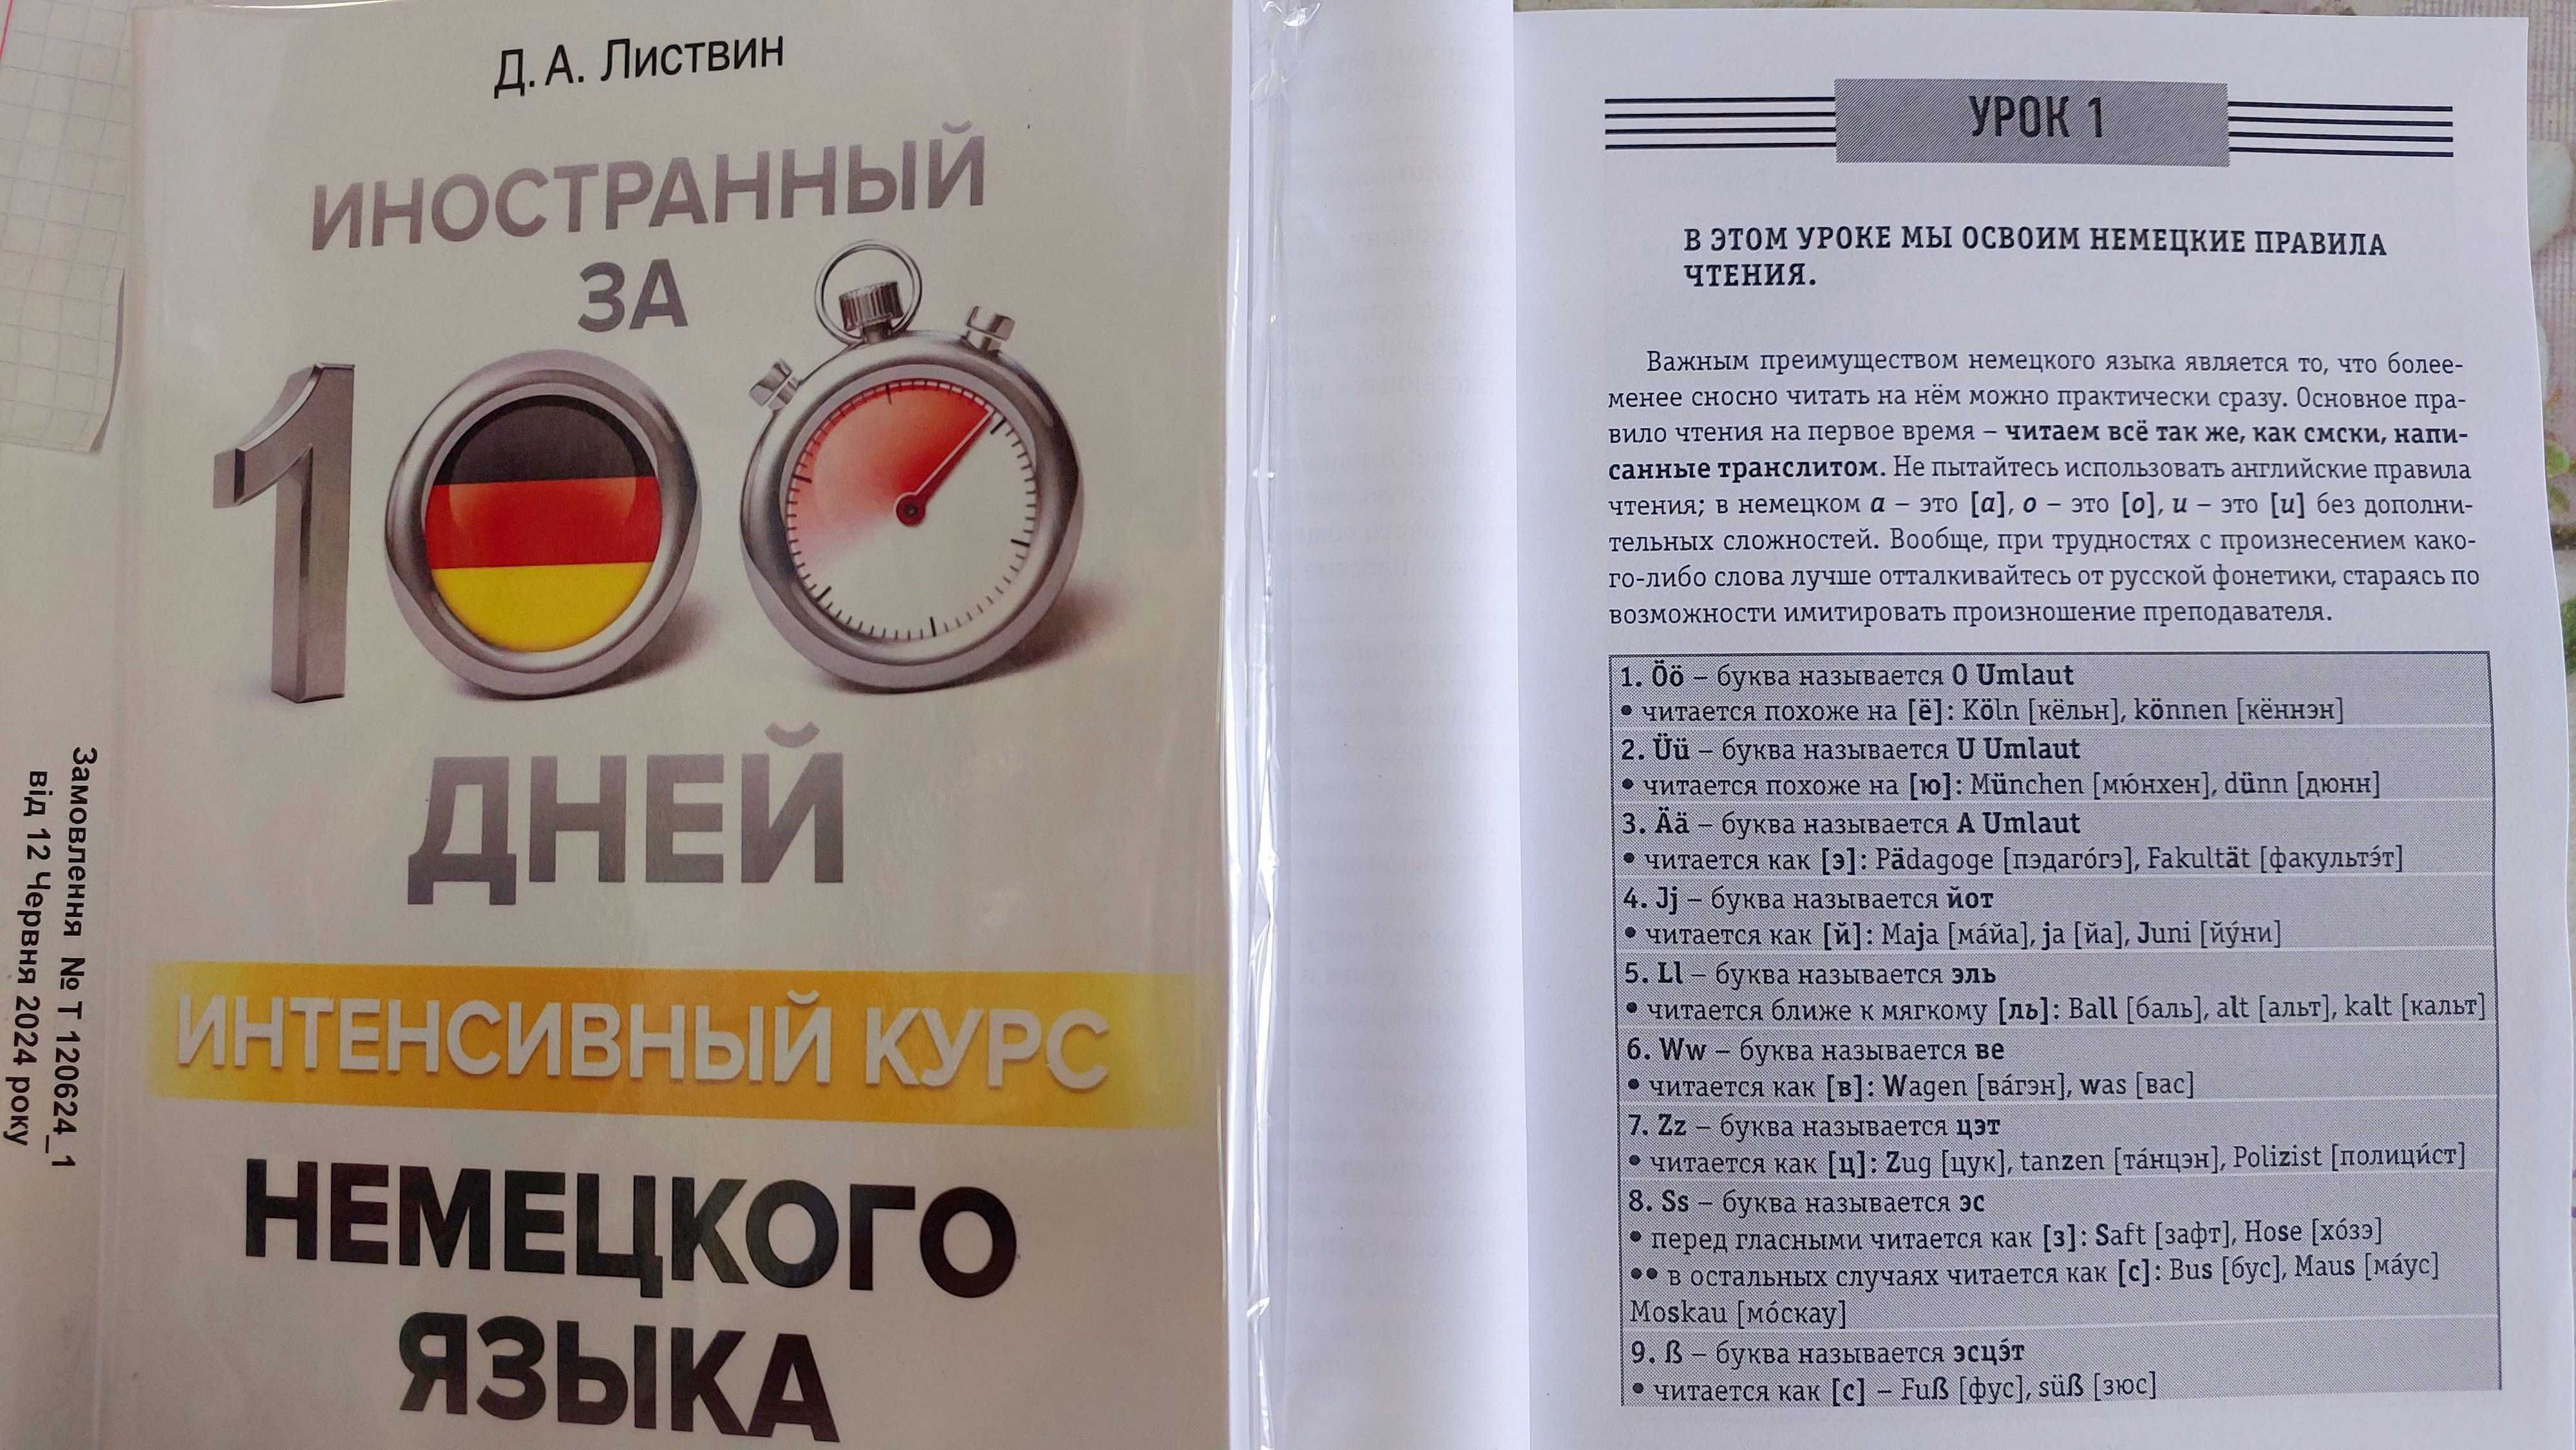 Д. А. Листвин
ИНОСТРАННЫЙ
ЗА
100
ДНЕЙ
ИНТЕНСИВНЫЙ КУРС
НЕМЕЦКОГО
ЯЗЫКА
Замовлення № Т 120624_1
від 12 Червня 2024 року
УРОК 1
В ЭТОМ УРОКЕ МЫ ОСВОИМ НЕМЕЦКИЕ ПРАВИЛА
ЧТЕНИЯ.
Важным преимуществом немецкого языка является то, что более-
менее сносно читать на нём можно практически сразу. Основное пра-
вило чтения на первое время – читаем всё так же, как смски, напи-
санные транслитом. Не пытайтесь использовать английские правила
чтения; в немецком а – это [а], о – это [о], и – это [и] без дополни-
тельных сложностей. Вообще, при трудностях с произнесением како-
го-либо слова лучше отталкивайтесь от русской фонетики, стараясь по
возможности имитировать произношение преподавателя.
1. Öö – буква называется O Umlaut
• читается похоже на [ё]: Köln [кёльн], können [кённэн]
2. Üü – буква называется U Umlaut
• читается похоже на [ю]: München [мю́нхен], dünn [дюнн]
3. Ää – буква называется A Umlaut
• читается как [э]: Pädagoge [пэдаго́гэ], Fakultät [факультэ́т]
4. Jj – буква называется йот
• читается как [й]: Maja [ма́йа], ja [йа], Juni [йу́ни]
5. Ll – буква называется эль
• читается ближе к мягкому [ль]: Ball [баль], alt [альт], kalt [кальт]
6. Ww – буква называется ве
• читается как [в]: Wagen [ва́гэн], was [вас]
7. Zz – буква называется цэт
• читается как [ц]: Zug [цук], tanzen [та́нцэн], Polizist [полици́ст]
8. Ss – буква называется эс
• перед гласными читается как [з]: Saft [зафт], Hose [хо́зэ]
•• в остальных случаях читается как [с]: Bus [бус], Maus [ма́ус]
Moskau [мо́скау]
9. ß – буква называется эсцэ́т
• читается как [с] – Fuß [фус], süß [зюс]